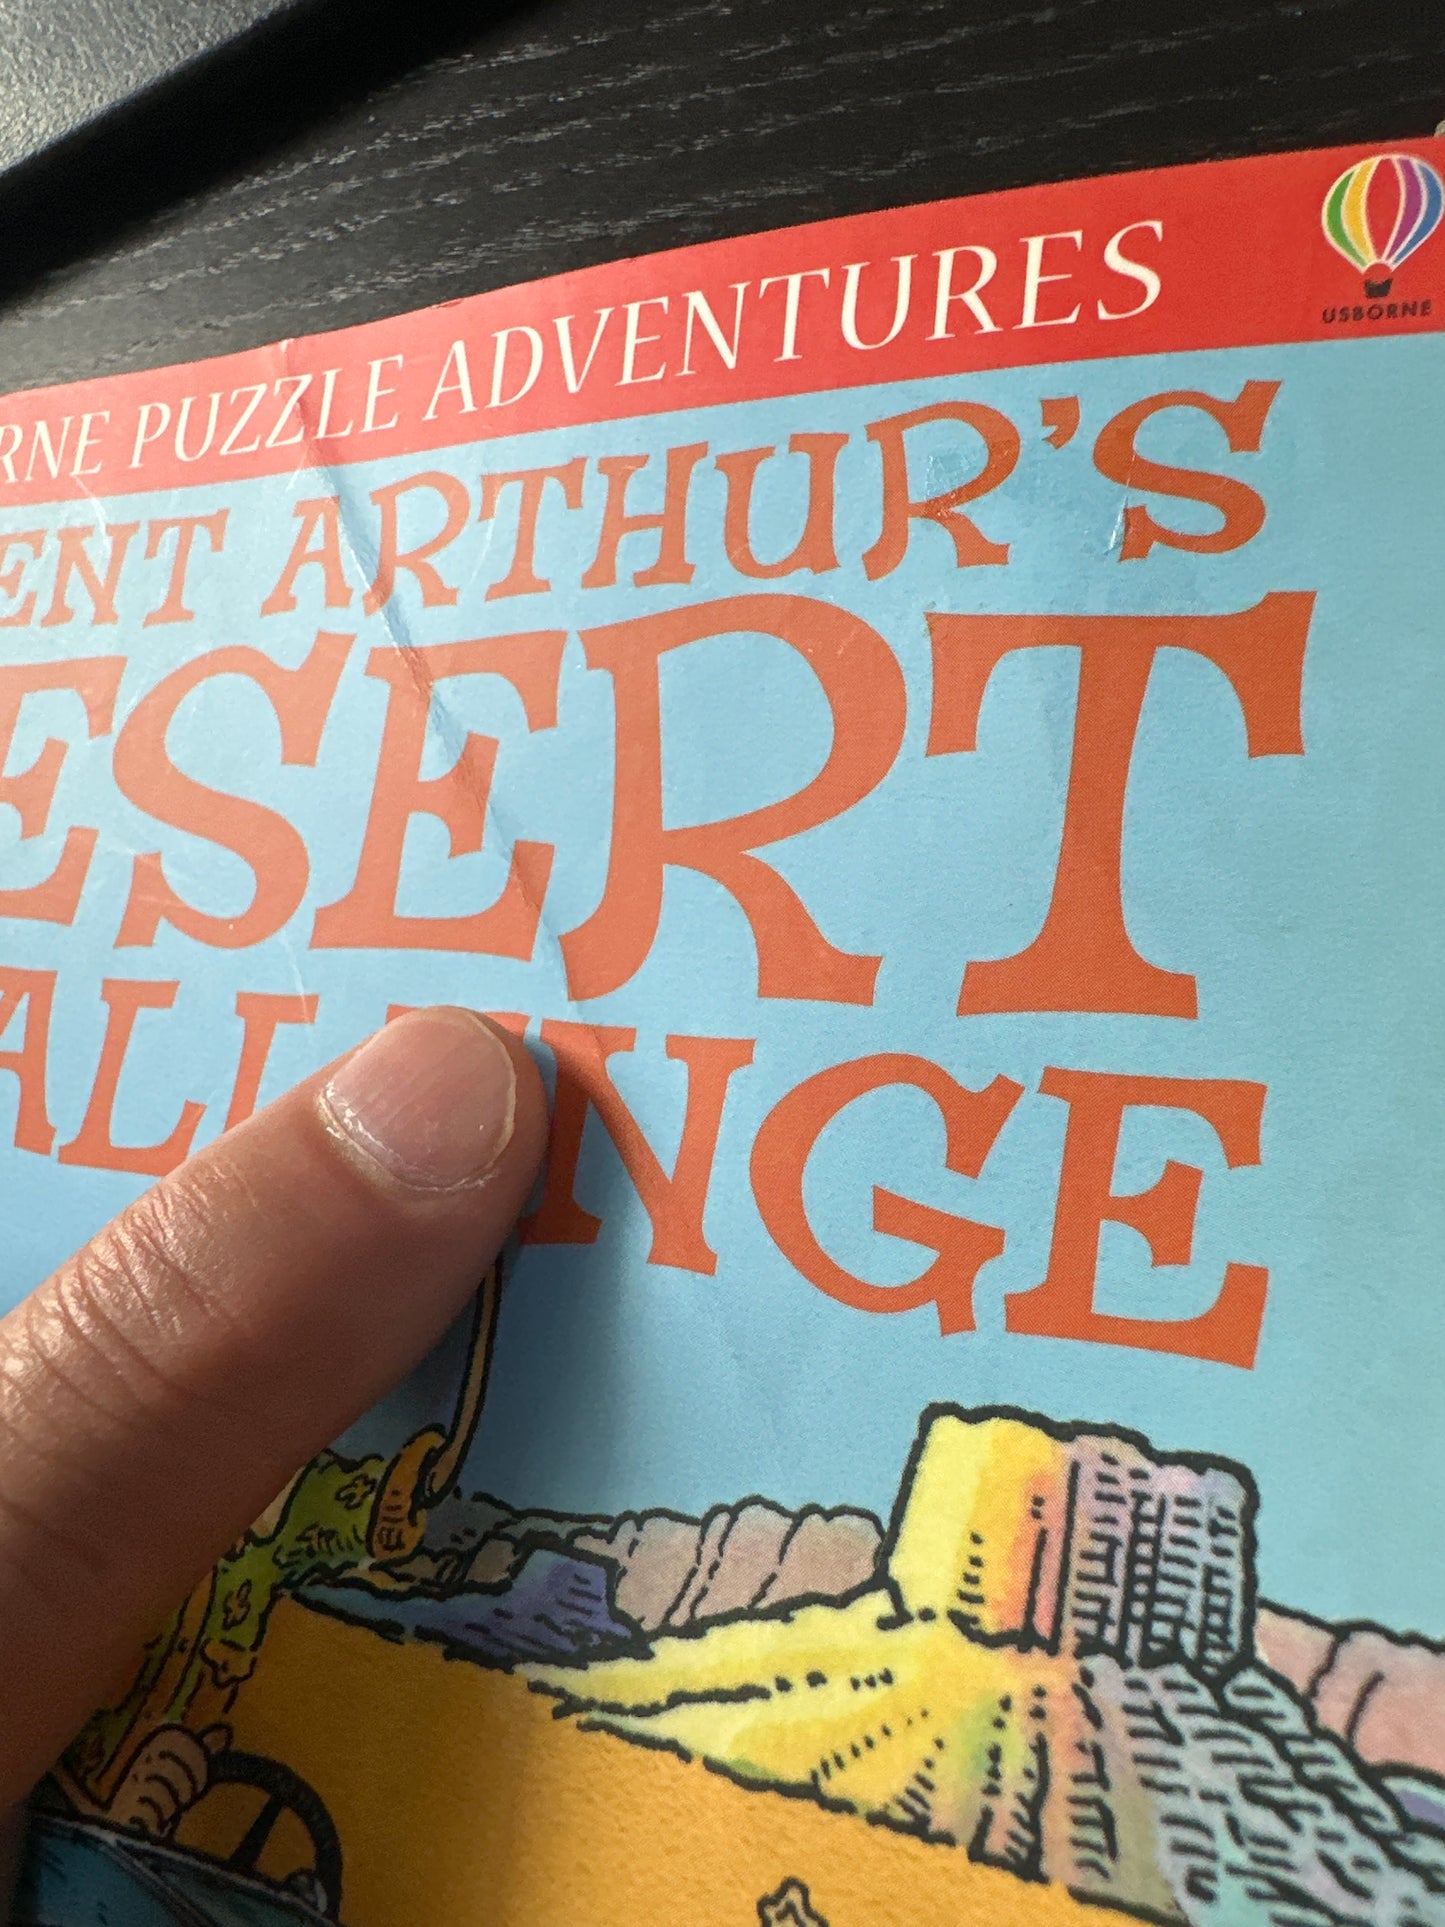 RNE PUZZLE ADVENTURES
USBORNE
ENT ARTHUR'S
ESERT
ALL NGE